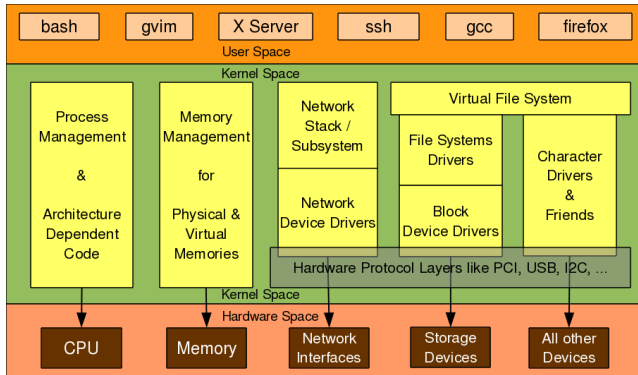 bash
gvim
X Server
ssh
gcc
firefox
User Space
Kernel Space
Process
Management
&
Architecture
Dependent
Code
Memory
Management
for
Physical &
Virtual
Memories
Network
Stack /
Subsystem
Network
Device Drivers
Virtual File System
File Systems
Drivers
Block
Device Drivers
Character
Drivers
&
Friends
Hardware Protocol Layers like PCI, USB, I2C, ...
Kernel Space
Hardware Space
CPU
Memory
Network
Interfaces
Storage
Devices
All other
Devices